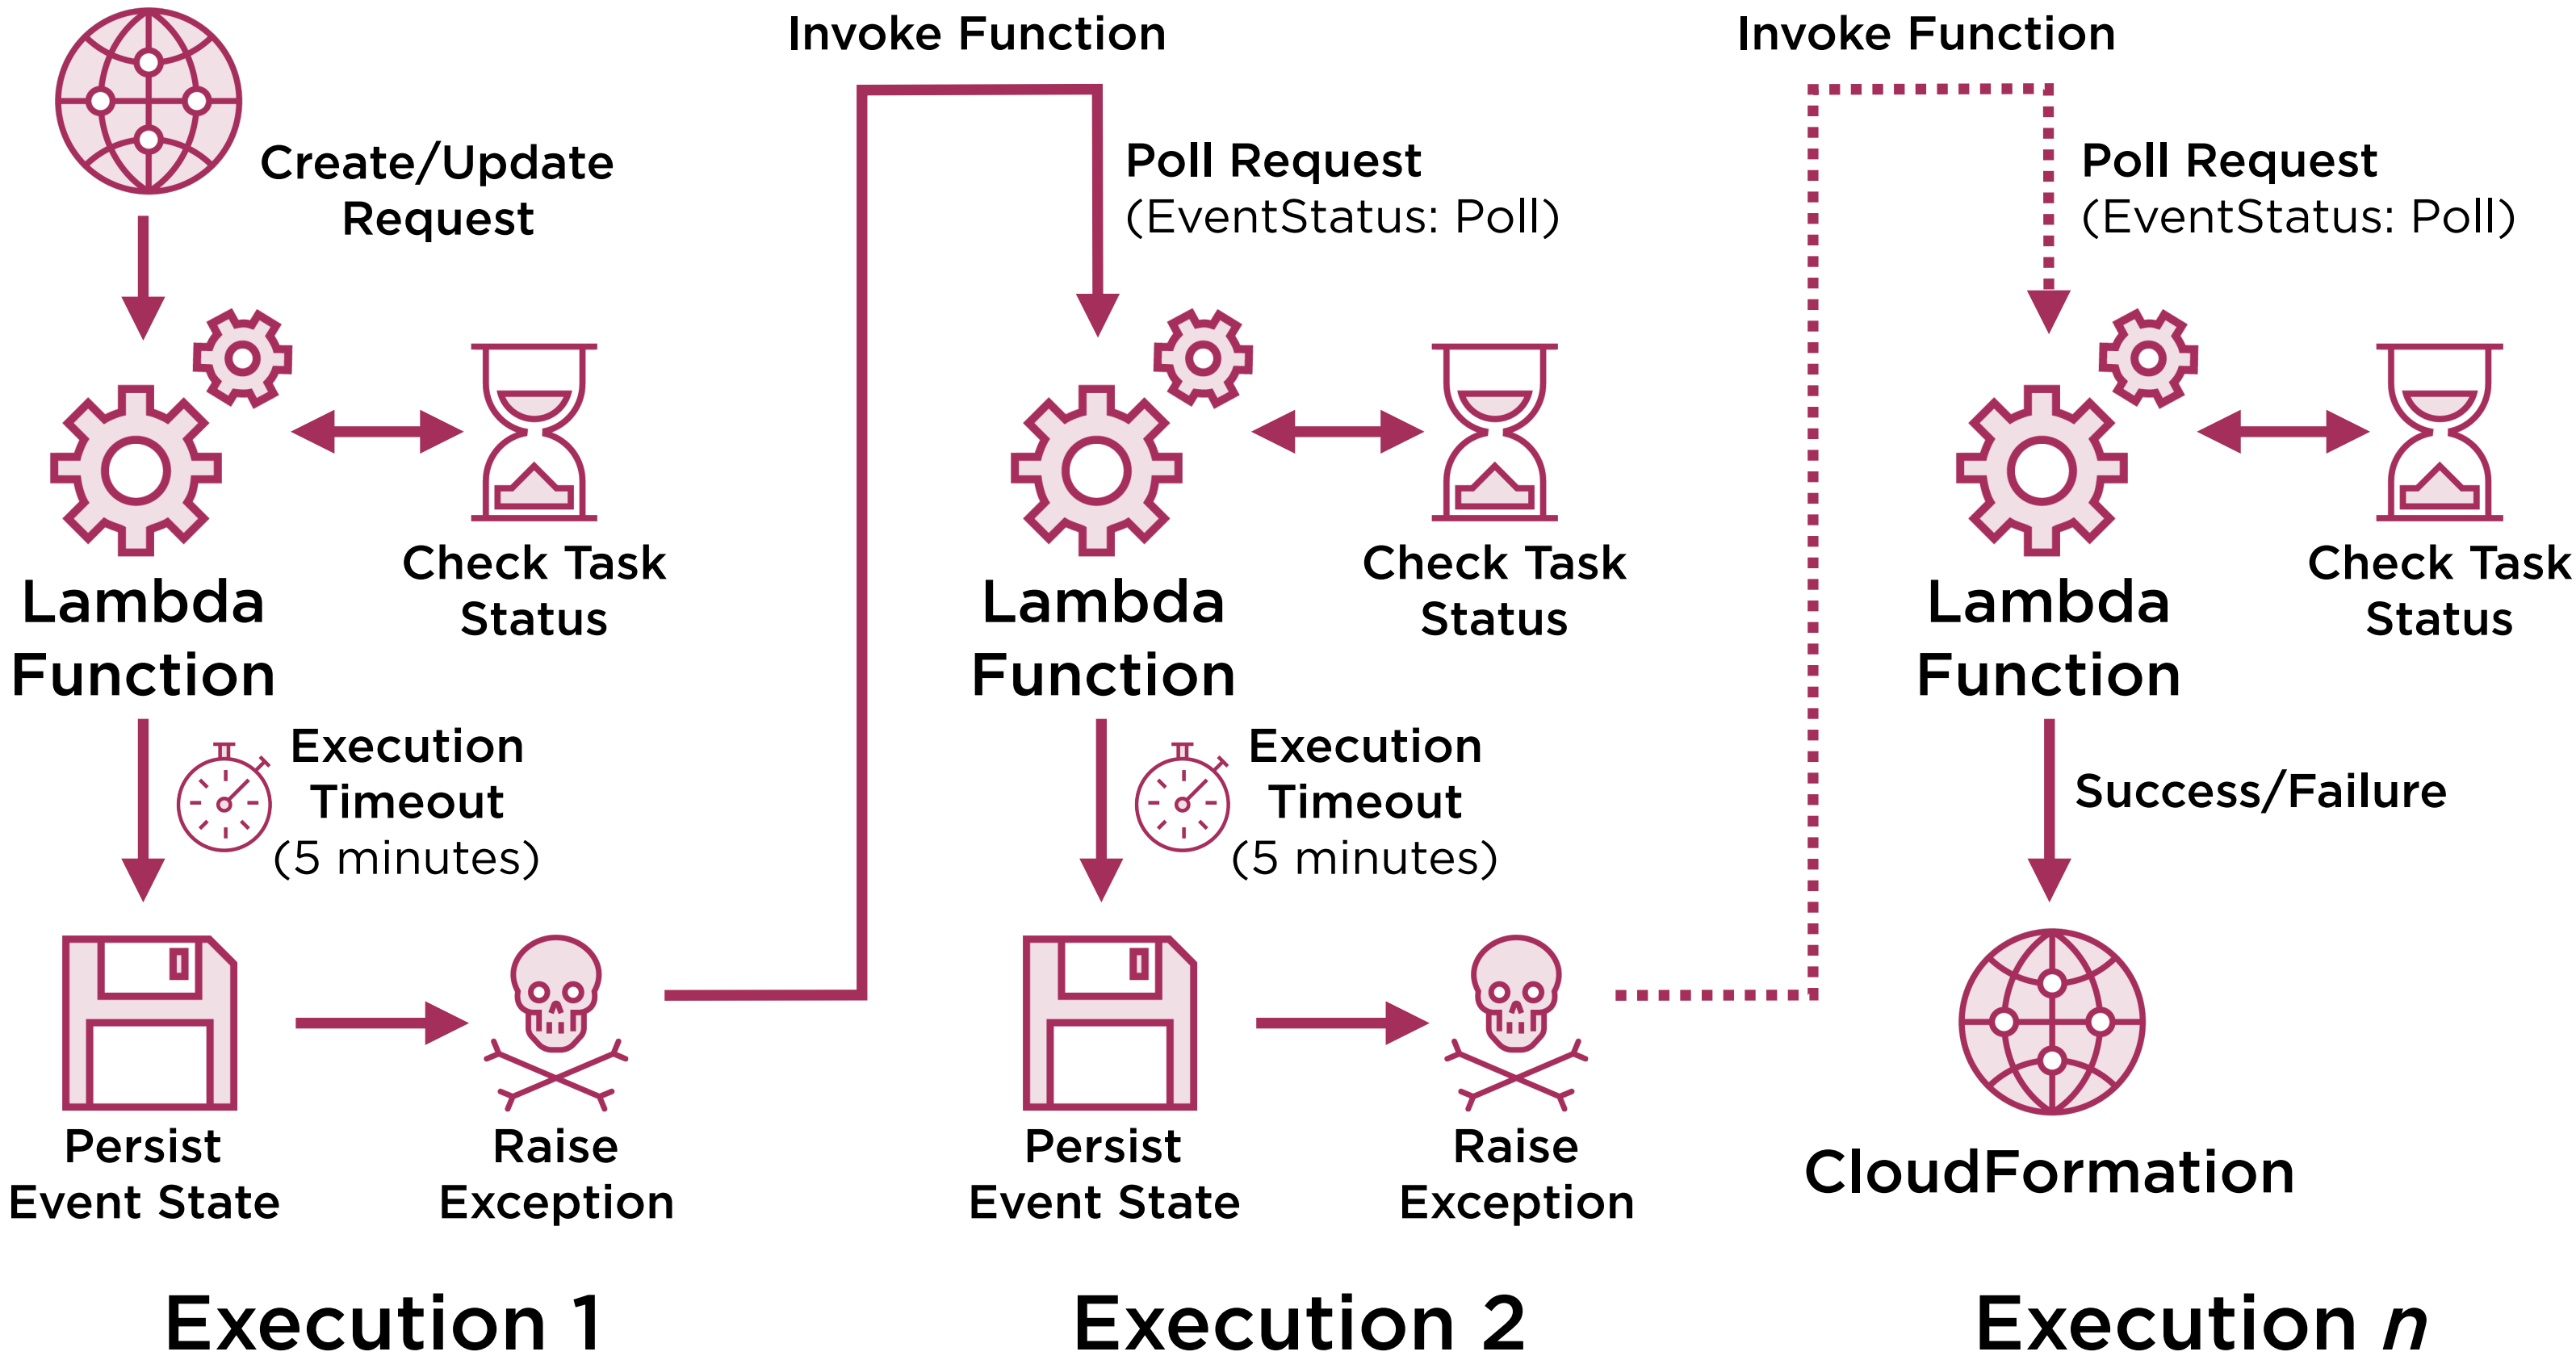 Create/Update
Request
Lambda
Function
Check Task
Status
Execution
Timeout
(5 minutes)
Persist
Event State
Raise
Exception
Execution 1
Invoke Function
Poll Request
(EventStatus: Poll)
Lambda
Function
Check Task
Status
Execution
Timeout
(5 minutes)
Persist
Event State
Raise
Exception
Execution 2
Invoke Function
Poll Request
(EventStatus: Poll)
Lambda
Function
Check Task
Status
Success/Failure
CloudFormation
Execution n